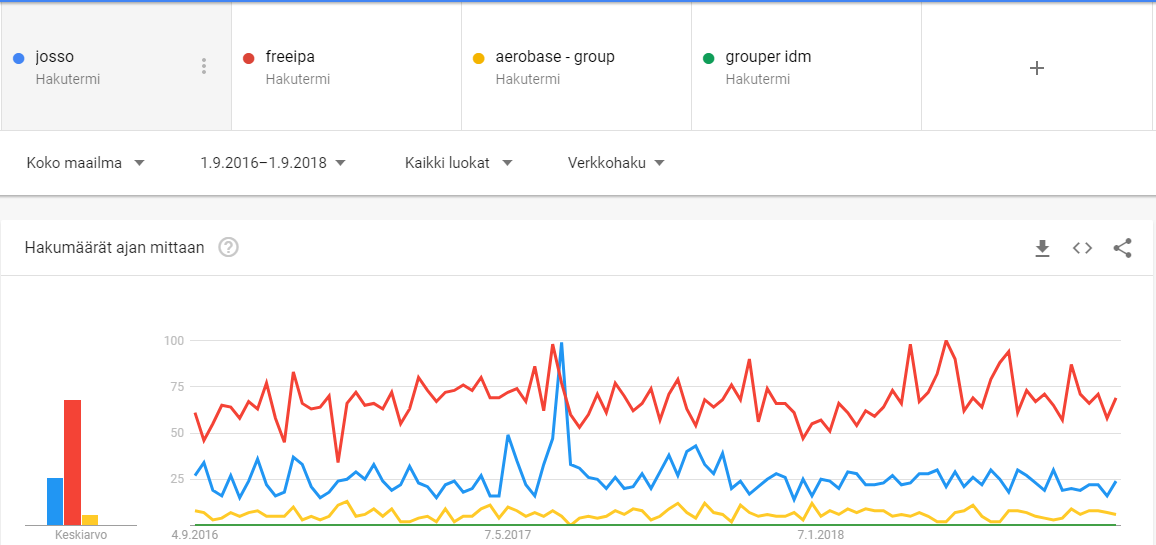 josso
Hakutermi
freeipa
Hakutermi
aerobase - group
Hakutermi
grouper idm
Hakutermi
+
Koko maailma
1.9.2016–1.9.2018
Kaikki luokat
Verkkohaku
Hakumäärät ajan mittaan ?
100
75
50
25
Keskiarvo
4.9.2016
7.5.2017
7.1.2018